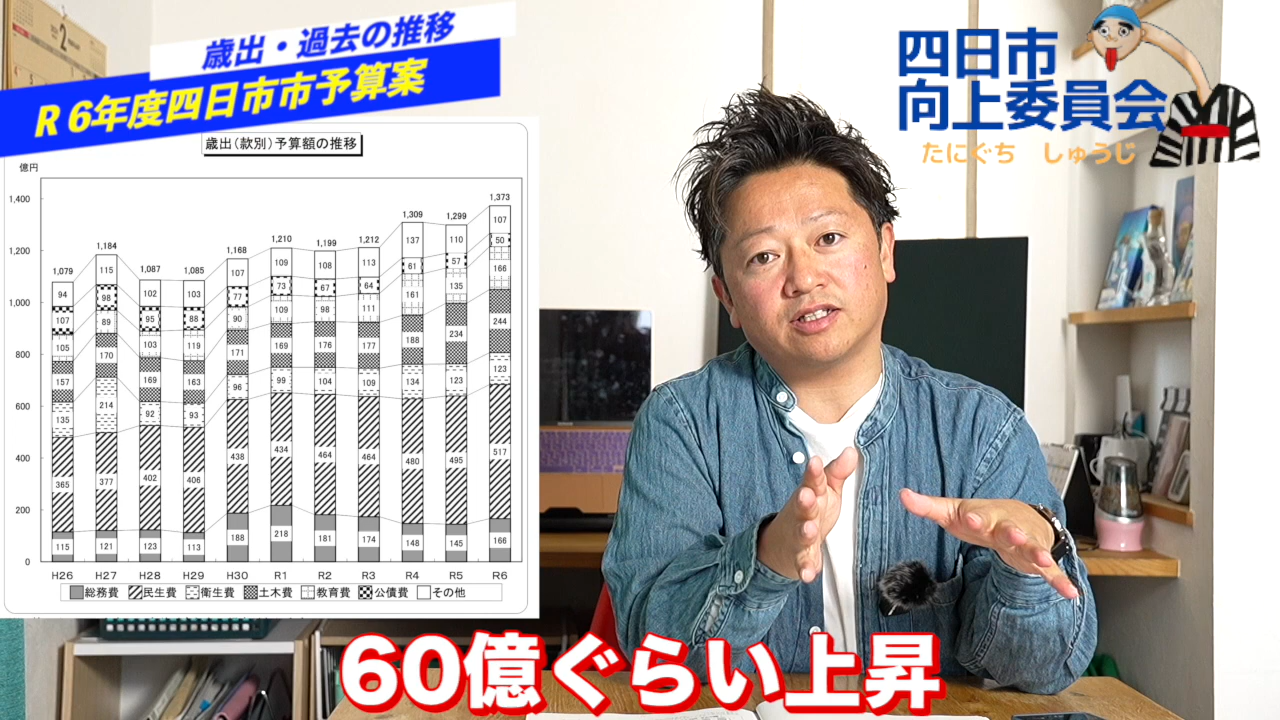 2
歳出・過去の推移
R6年度四日市市予算案
四日市
向上委員会
たにぐち しゅうじ
歳出(款別)予算額の推移
億円
1,400
1,200
1,000
800
600
400
200
0
1,079 1,184 1,087 1,085 1,168 1,210 1,199 1,212 1,309 1,299 1,373
94 115 102 103 107 109 108 113 137 110 107
107 98 95 88 77 73 67 64 61 57 50
105 89 103 119 90 109 98 111 161 135 166
157 170 169 163 171 169 176 177 188 234 244
135 214 92 93 96 99 104 109 134 123 123
365 377 402 406 438 434 464 464 480 495 517
115 121 123 113 188 218 181 174 148 145 166
H26 H27 H28 H29 H30 R1 R2 R3 R4 R5 R6
総務費 民生費 衛生費 土木費 教育費 公債費 その他
60億ぐらい上昇